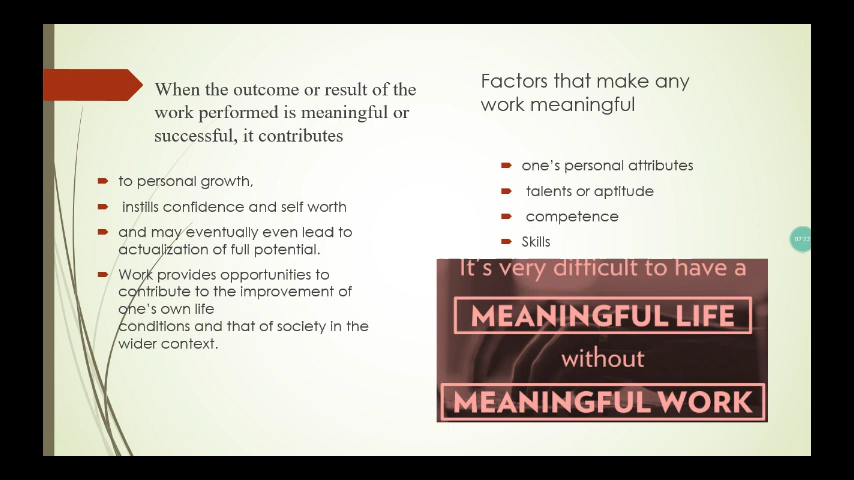 When the outcome or result of the
work performed is meaningful or
successful, it contributes
to personal growth,
instills confidence and self worth
and may eventually even lead to
actualization of full potential.
Work provides opportunities to
contribute to the improvement of
one's own life
conditions and that of society in the
wider context.
Factors that make any
work meaningful
one's personal attributes
talents or aptitude
competence
Skills
It's very difficult to have a
MEANINGFUL LIFE
without
MEANINGFUL WORK